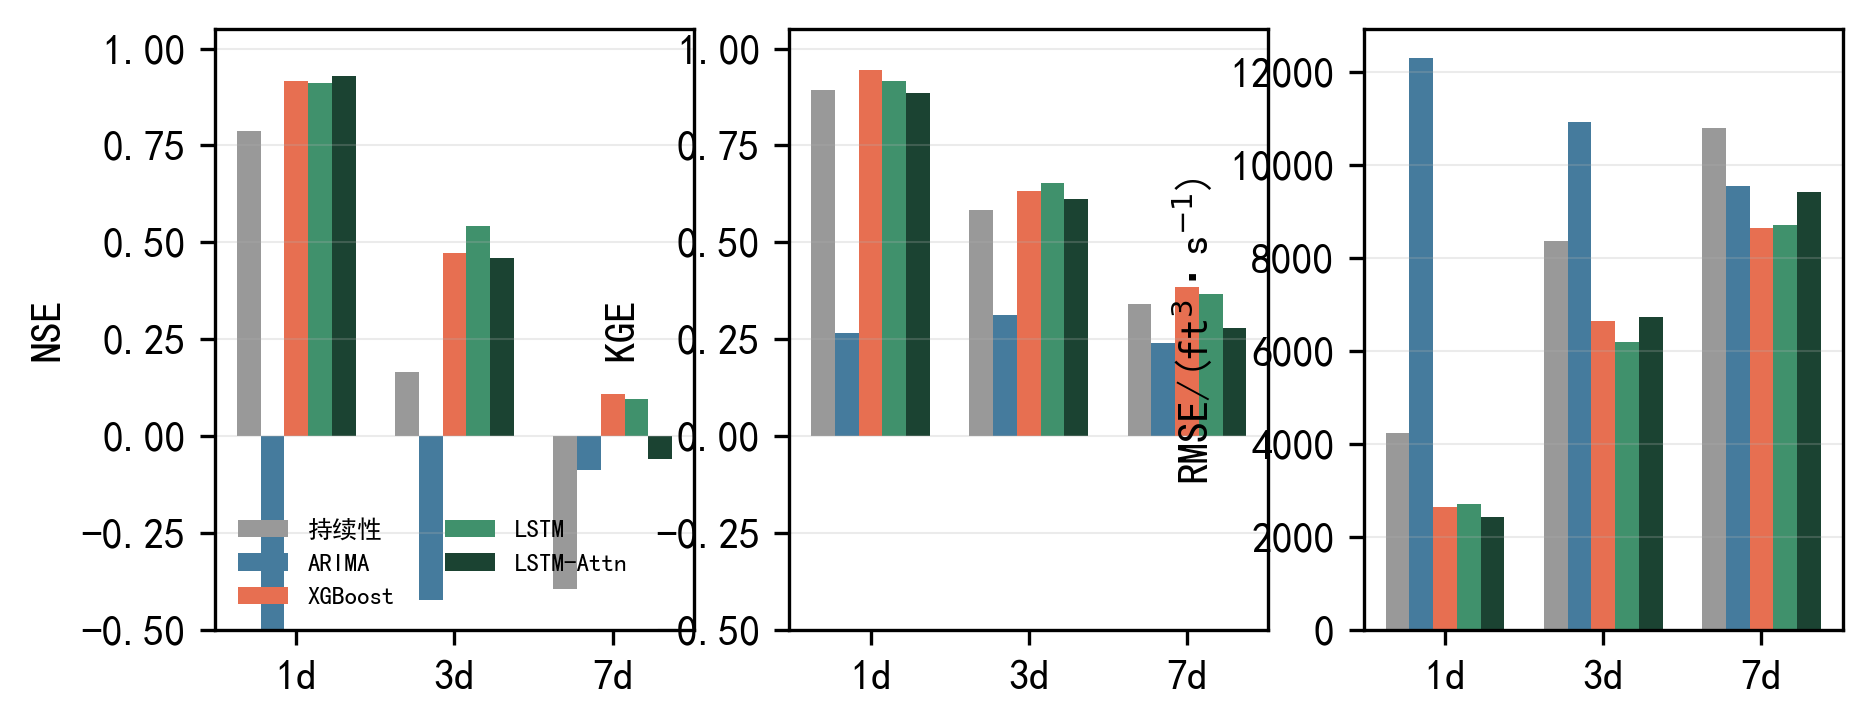 NSE
1.00
0.75
0.50
0.25
0.00
−0.25
−0.50
1d 3d 7d
持续性
ARIMA
XGBoost
LSTM
LSTM-Attn
KGE
1.00
0.75
0.50
0.25
0.00
−0.25
0.50
1d 3d 7d
RMSE/(ft³·s⁻¹)
12000
10000
8000
6000
4000
2000
0
1d 3d 7d